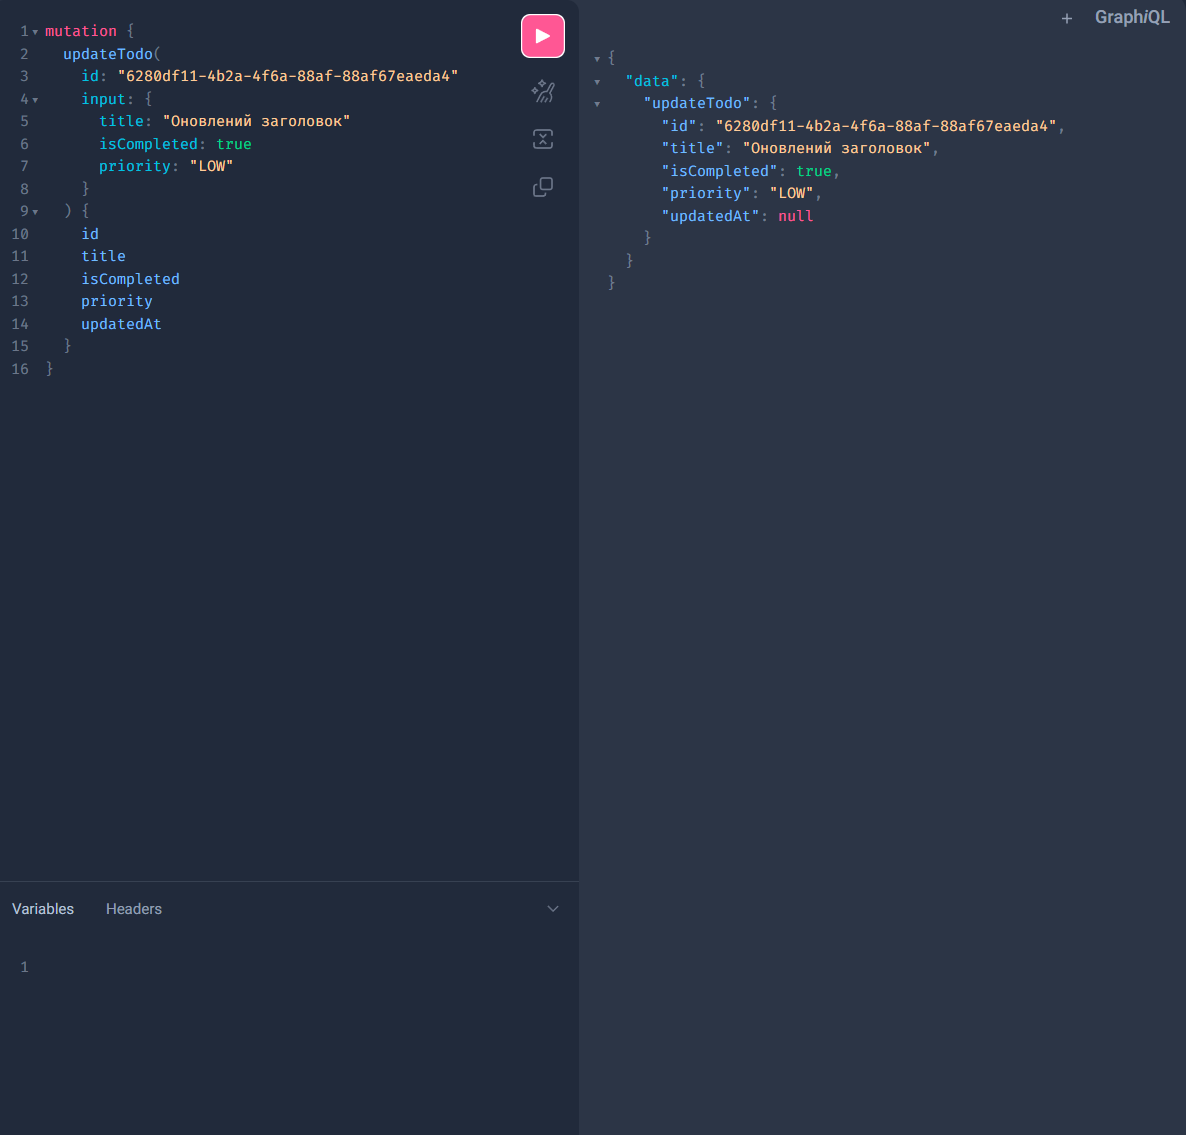 1 mutation {
2 updateTodo(
3 id: "6280df11-4b2a-4f6a-88af-88af67eaeda4"
4 input: {
5 title: "Оновлений заголовок"
6 isCompleted: true
7 priority: "LOW"
8 }
9 ) {
10 id
11 title
12 isCompleted
13 priority
14 updatedAt
15 }
16 }
Variables Headers
1
+ GraphiQL
{
"data": {
"updateTodo": {
"id": "6280df11-4b2a-4f6a-88af-88af67eaeda4",
"title": "Оновлений заголовок",
"isCompleted": true,
"priority": "LOW",
"updatedAt": null
}
}
}